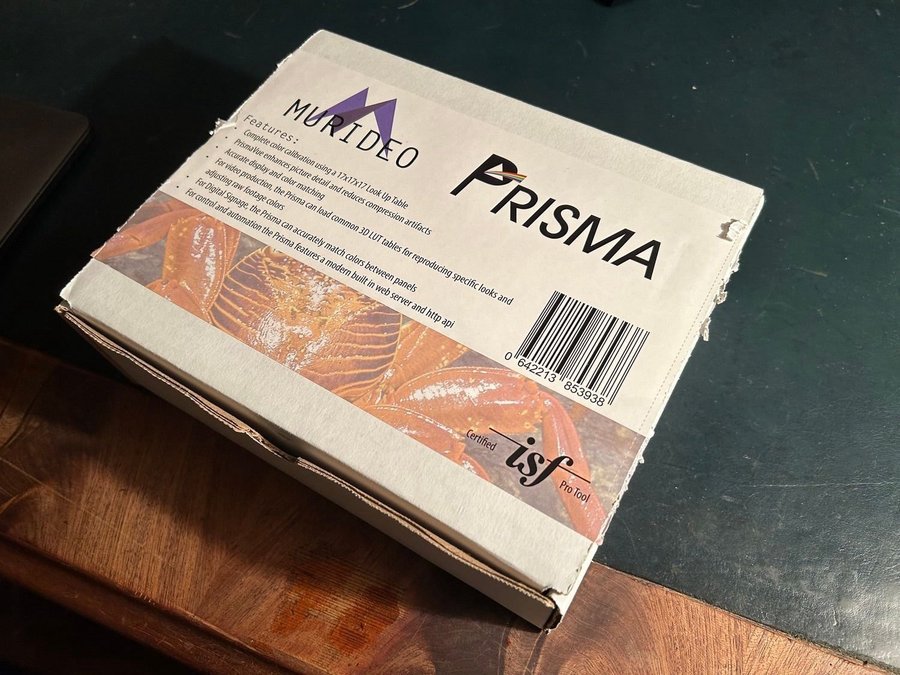 MURIDEO
Features:
Complete color calibration using a 17x17x17 Look Up Table
PrismaVue enhances picture detail and reduces compression artifacts
Accurate display and color matching
For video production, the Prisma can load common 3D LUT tables for reproducing specific looks and
adjusting raw footage colors
For Digital Signage, the Prisma can accurately match colors between panels
For control and automation the Prisma features a modern built in web server and http api
PRISMA
0 642213 853938
Certified
isf
Pro Tool